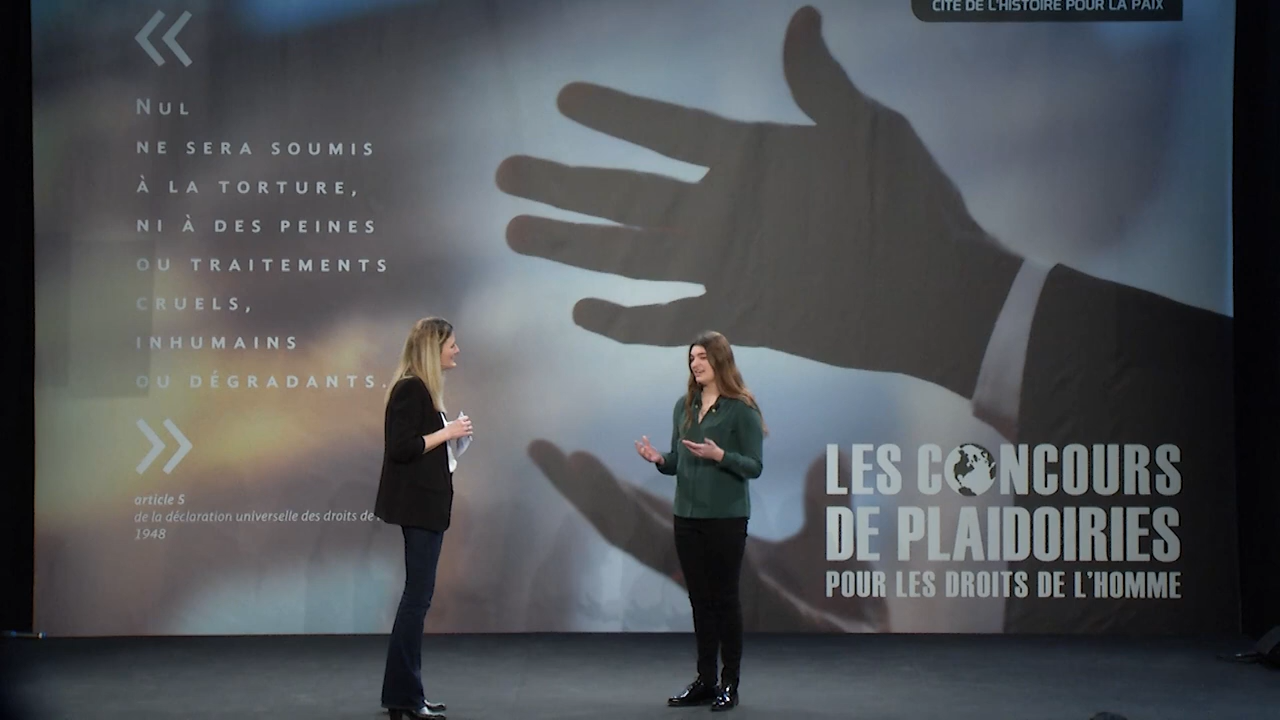 CITÉ DE L'HISTOIRE POUR LA PAIX
«
NUL
NE SERA SOUMIS
À LA TORTURE,
NI À DES PEINES
OU TRAITEMENTS
CRUELS,
INHUMAINS
OU DÉGRADANTS.
»
article 5
de la déclaration universelle des droits de
1948
LES CONCOURS
DE PLAIDOIRIES
POUR LES DROITS DE L'HOMME